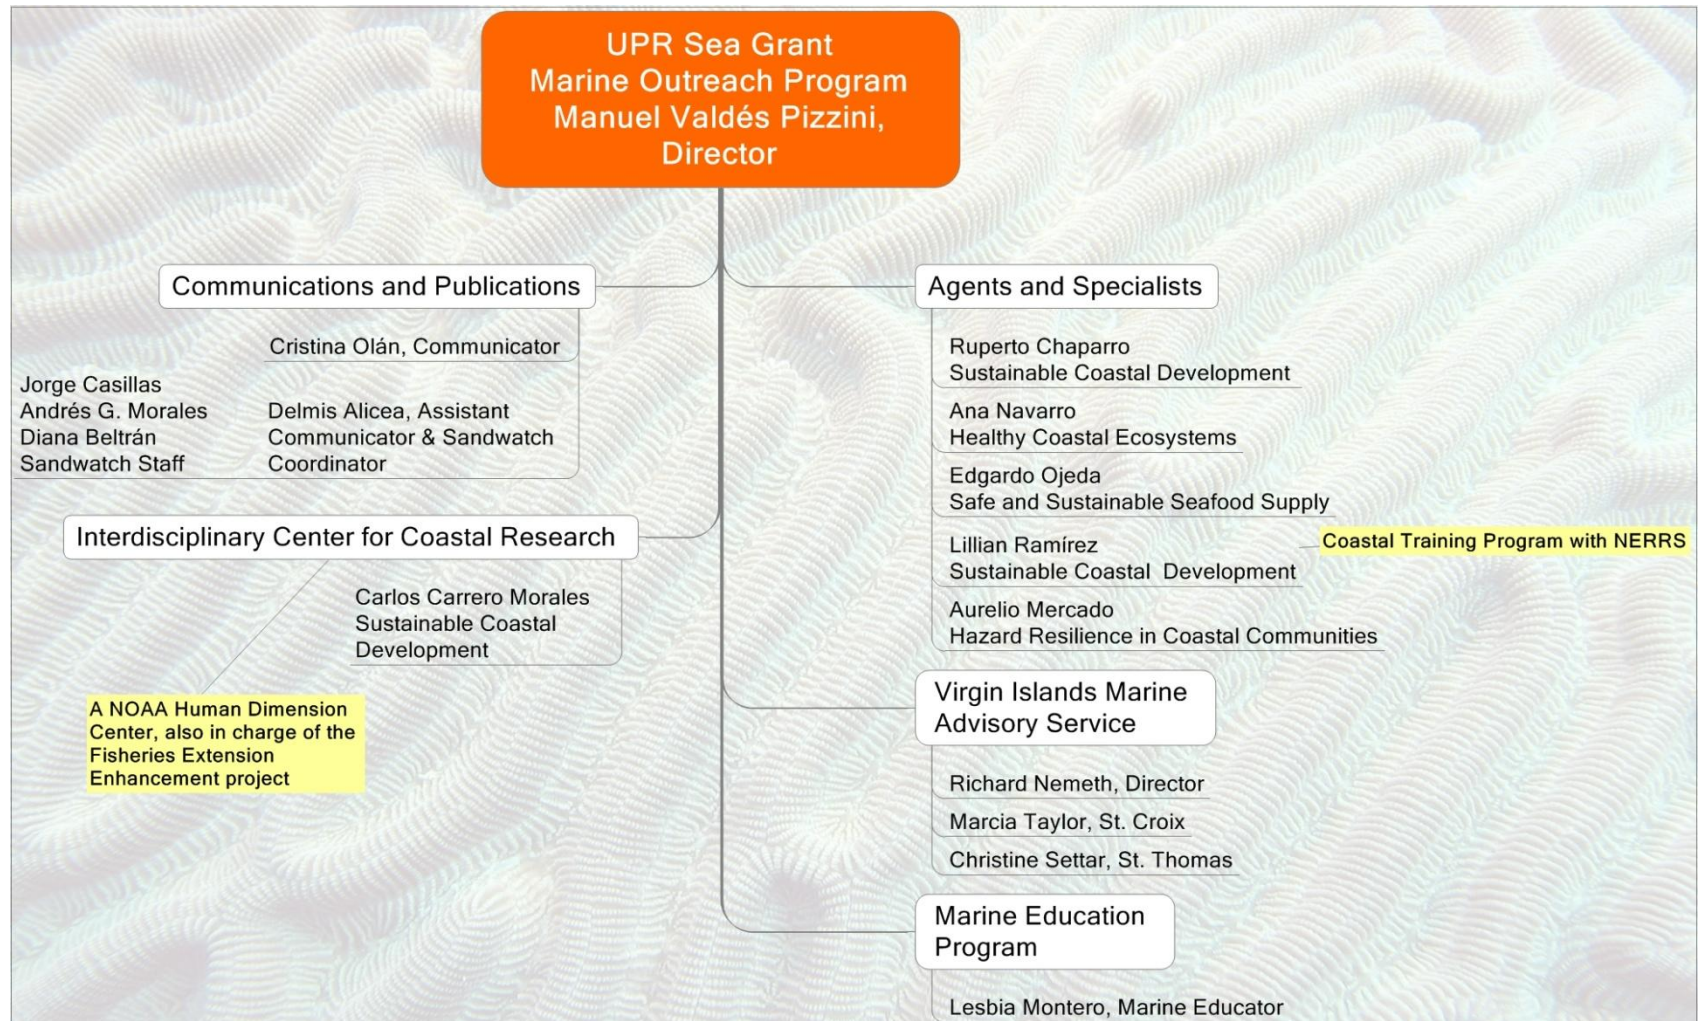 UPR Sea Grant
Marine Outreach Program
Manuel Valdés Pizzini,
Director
Communications and Publications
Cristina Olán, Communicator
Jorge Casillas
Andrés G. Morales
Diana Beltrán
Sandwatch Staff
Delmis Alicea, Assistant
Communicator & Sandwatch
Coordinator
Interdisciplinary Center for Coastal Research
Carlos Carrero Morales
Sustainable Coastal
Development
A NOAA Human Dimension
Center, also in charge of the
Fisheries Extension
Enhancement project
Agents and Specialists
Ruperto Chaparro
Sustainable Coastal Development
Ana Navarro
Healthy Coastal Ecosystems
Edgardo Ojeda
Safe and Sustainable Seafood Supply
Lillian Ramírez
Sustainable Coastal  Development
Coastal Training Program with NERRS
Aurelio Mercado
Hazard Resilience in Coastal Communities
Virgin Islands Marine
Advisory Service
Richard Nemeth, Director
Marcia Taylor, St. Croix
Christine Settar, St. Thomas
Marine Education
Program
Lesbia Montero, Marine Educator